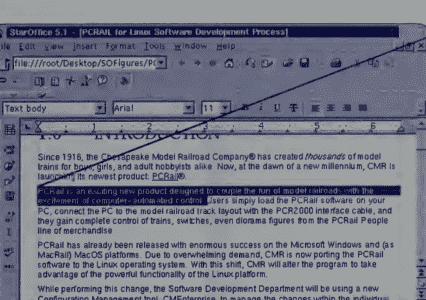 StarOffice 5.1 - [PCRAIL for Linux Software Development Process]
File Edit View Insert Format Tools Window Help
file:///root/Desktop/SOFigures/PC
Text body Arial 11 B i U
1 2 3 4 5 6
1.0 INTRODUCTION
Since 1916, the Chesapeake Model Railroad Company® has created thousands of model
trains for boys, girls, and adult hobbyists alike. Now, at the dawn of a new millennium, CMR is
launching its newest product: PCRail®.
PCRail is an exciting new product designed to couple the fun of model railroads with the
excitement of computer-automated control. Users simply load the PCRail software on your
PC, connect the PC to the model railroad track layout with the PCR2000 interface cable, and
they gain complete control of trains, switches, even diorama figures from the PCRail People
line of merchandise
PCRail has already been released with enormous success on the Microsoft Windows and (as
MacRail) MacOS platforms. Due to overwhelming demand, CMR is now porting the PCRail
software to the Linux operating system. With this shift, CMR will alter the program to take
advantage of the powerful functionality of the Linux platform.
While performing this change, the Software Development Department will be using a new
Configuration Management tool, CMEnterprise, to manage the changes within the individual